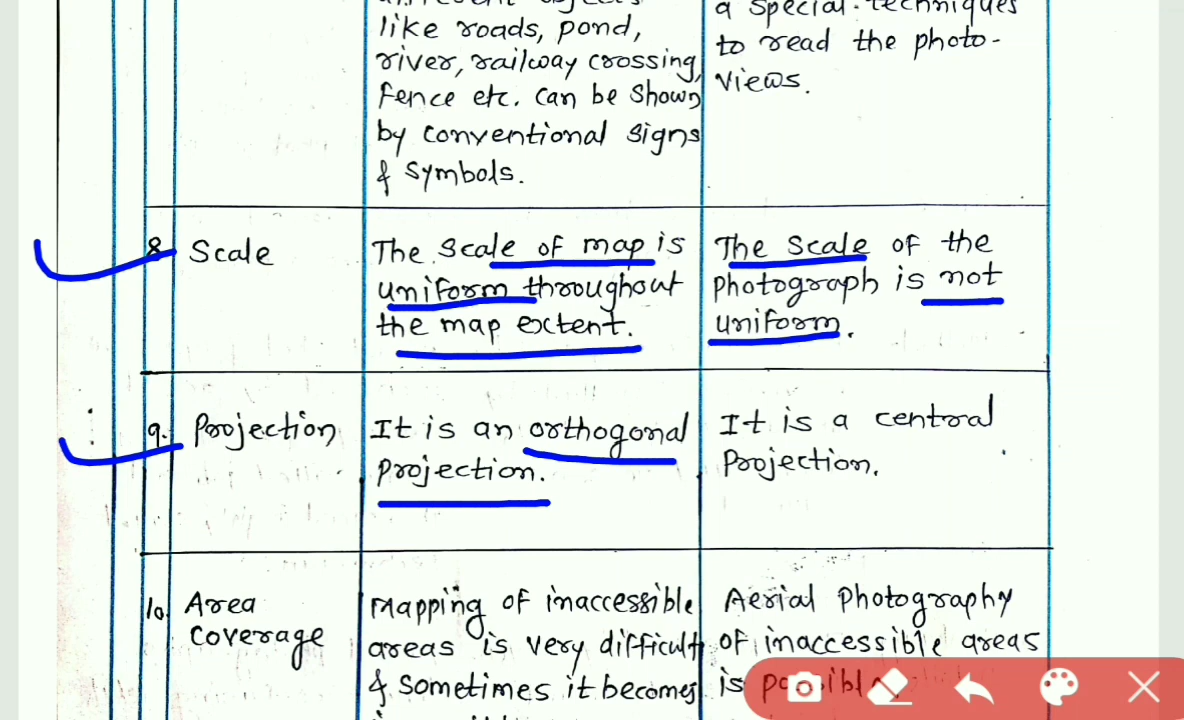 like roads, pond,
river, railway crossing,
fence etc. can be shown
by conventional signs
& symbols.
a special techniques
to read the photo-
views.
8. Scale
The scale of map is
uniform throughout
the map extent.
The scale of the
photograph is not
uniform.
9. Projection
It is an orthogonal
projection.
It is a central
Projection.
10. Area
coverage
Mapping of inaccessible
areas is very difficult
& sometimes it becomes
Aerial Photography
of inaccessible areas
is possible